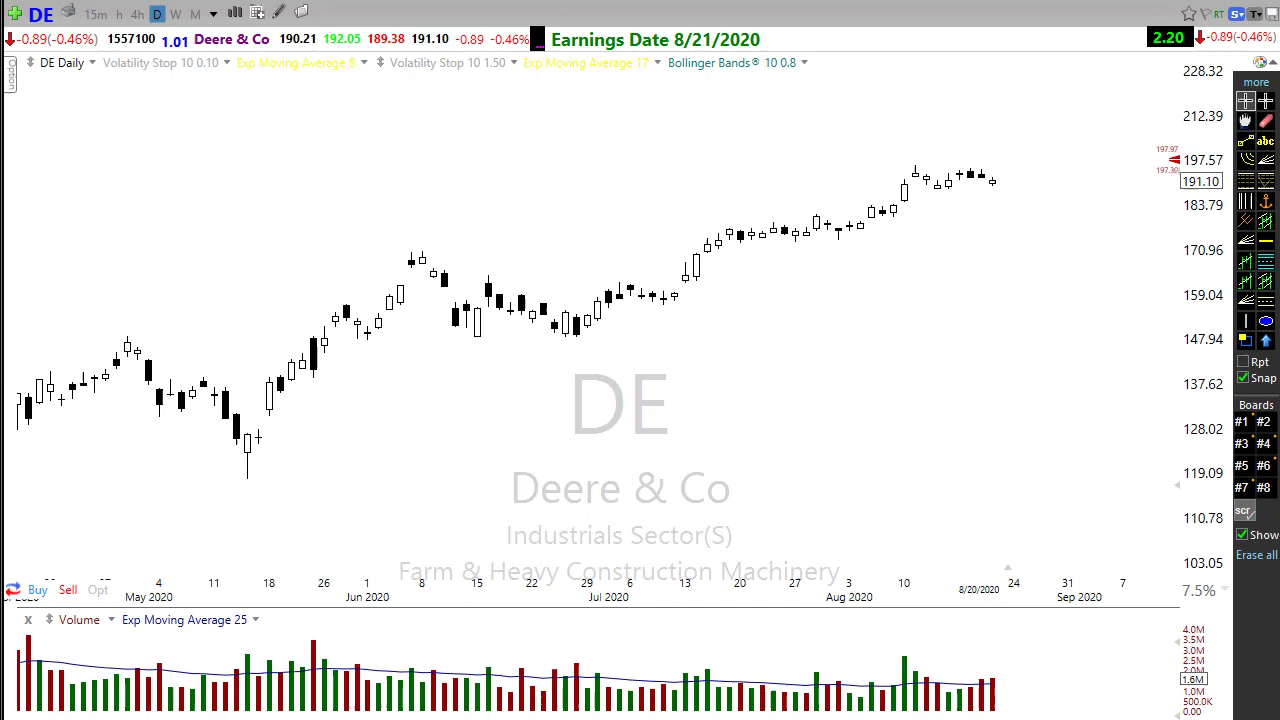 DE 15m h 4h D W M RT S T
-0.89(-0.46%) 1557100 1.01 Deere & Co 190.21 192.05 189.38 191.10 -0.89 -0.46% Earnings Date 8/21/2020 2.20 -0.89(-0.46%)
Option DE Daily Volatility Stop 10 0.10 Exp Moving Average 8 Volatility Stop 10 1.50 Exp Moving Average 17 Bollinger Bands® 10 0.8
228.32
more
212.39
abc
197.97
197.57
197.30
191.10
183.79
170.96
159.04
147.94
Rpt
Snap
137.62
DE
Boards
#1 #2
128.02
#3 #4
#5 #6
119.09
Deere & Co
#7 #8
scr
110.78
Industrials Sector(S)
Show
Erase all
103.05
Farm & Heavy Construction Machinery
4 11 18 26 1 8 15 22 29 6 13 20 27 3 10 8/20/2020 24 31 7
Buy Sell Opt 7.5%
May 2020 Jun 2020 Jul 2020 Aug 2020 Sep 2020
x Volume Exp Moving Average 25
4.0M
3.5M
3.0M
2.5M
2.0M
1.6M
1.0M
500.0K
0.00